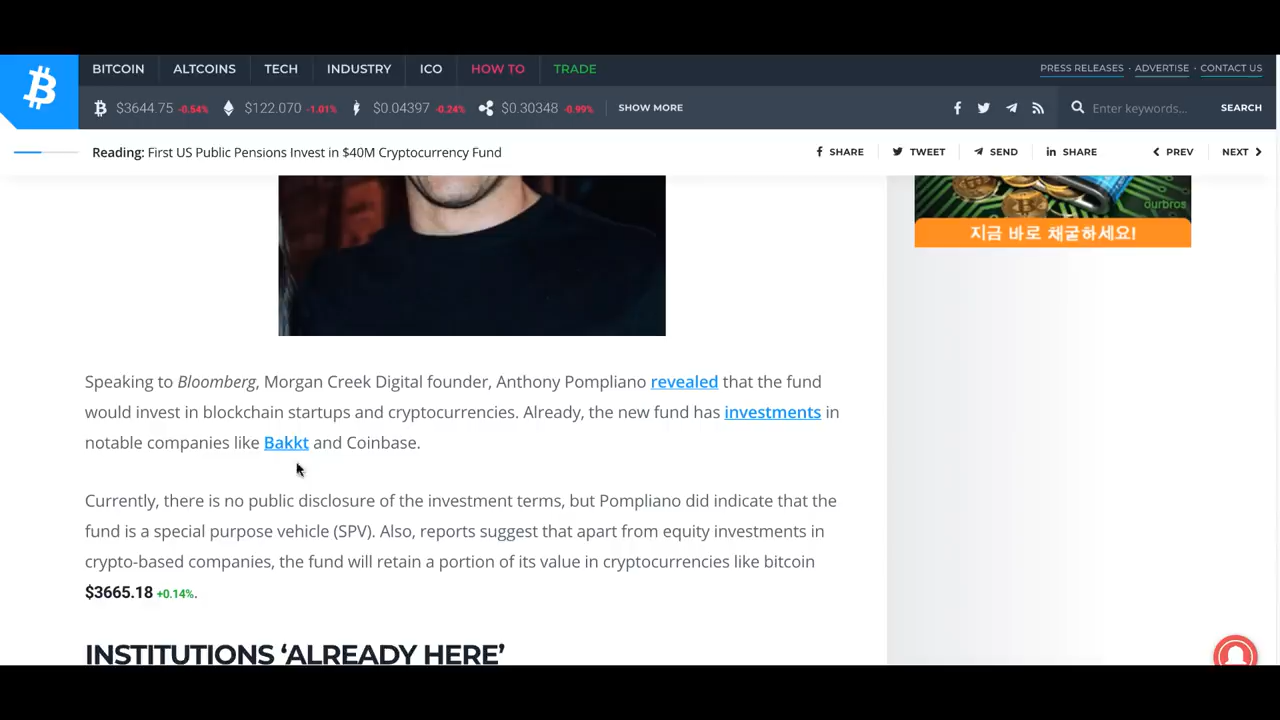 BITCOIN ALTCOINS TECH INDUSTRY ICO HOW TO TRADE PRESS RELEASES · ADVERTISE · CONTACT US
$3644.75 -0.54% $122.070 -1.01% $0.04397 -0.24% $0.30348 -0.99% SHOW MORE Enter keywords... SEARCH
Reading: First US Public Pensions Invest in $40M Cryptocurrency Fund SHARE TWEET SEND SHARE PREV NEXT
ourbros
지금 바로 채굴하세요!
Speaking to Bloomberg, Morgan Creek Digital founder, Anthony Pompliano revealed that the fund
would invest in blockchain startups and cryptocurrencies. Already, the new fund has investments in
notable companies like Bakkt and Coinbase.
Currently, there is no public disclosure of the investment terms, but Pompliano did indicate that the
fund is a special purpose vehicle (SPV). Also, reports suggest that apart from equity investments in
crypto-based companies, the fund will retain a portion of its value in cryptocurrencies like bitcoin
$3665.18 +0.14%.
INSTITUTIONS ‘ALREADY HERE’